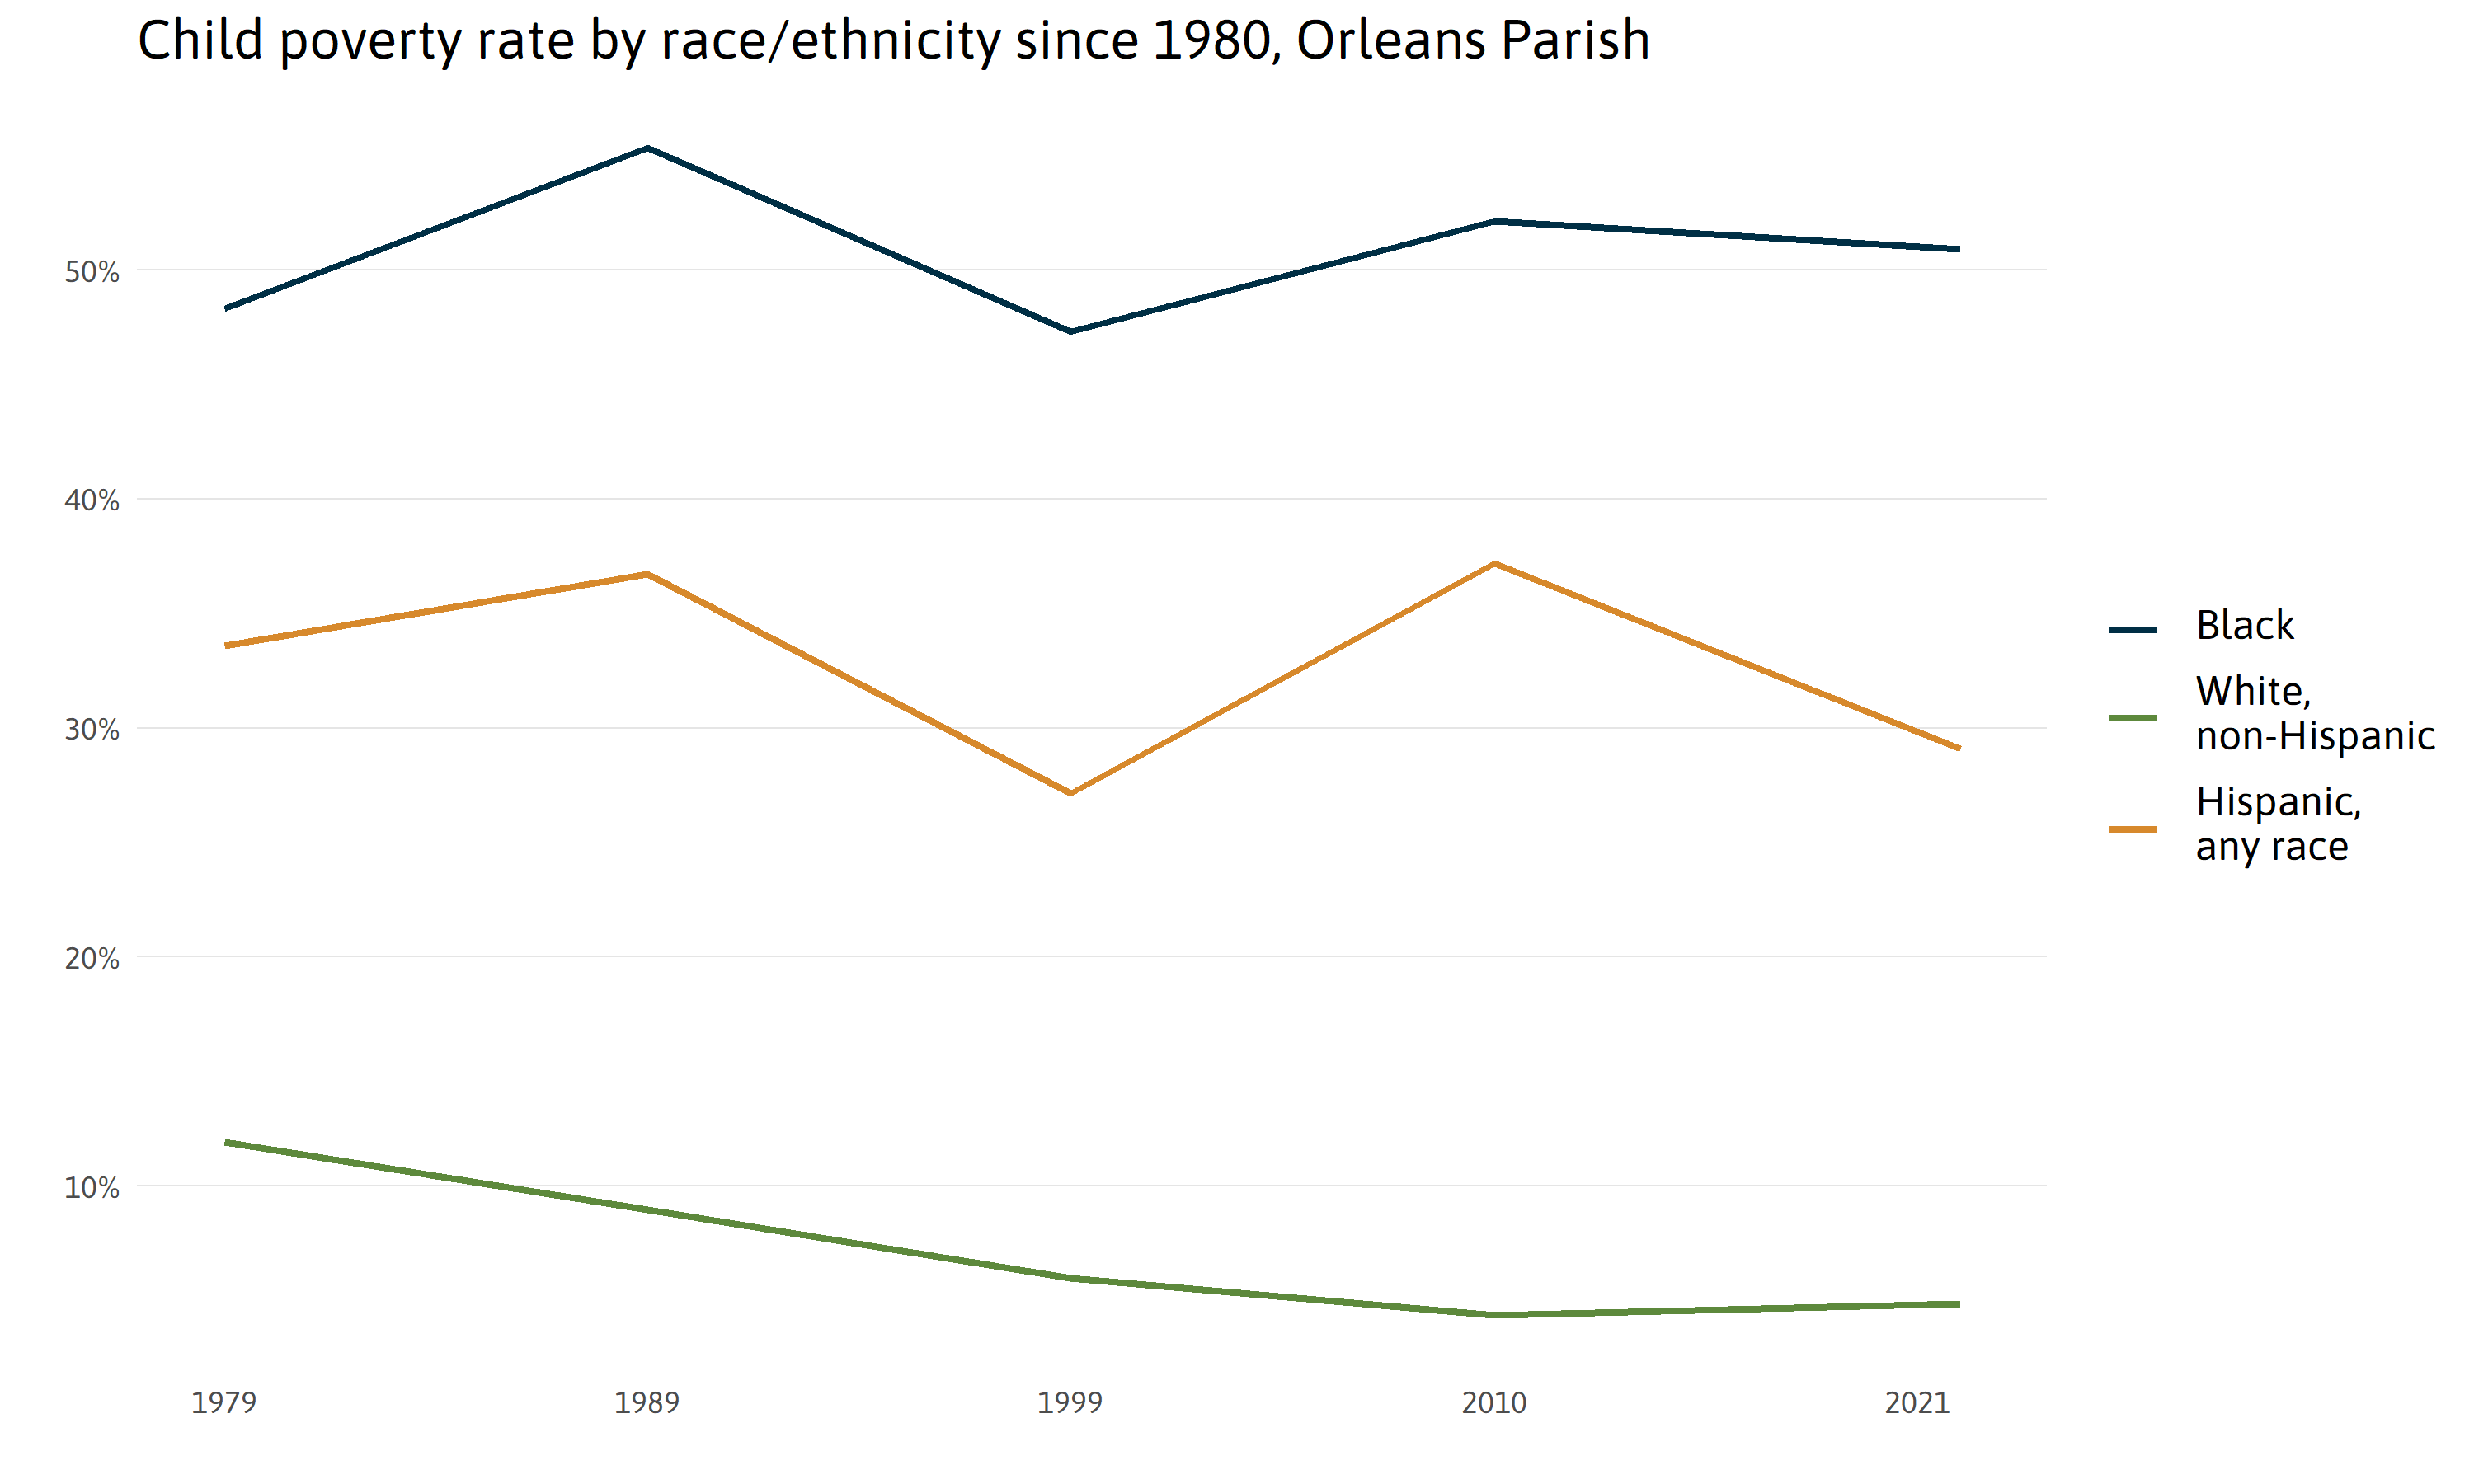 Child poverty rate by race/ethnicity since 1980, Orleans Parish
50%
40%
30%
20%
10%
1979
1989
1999
2010
2021
Black
White,
non-Hispanic
Hispanic,
any race